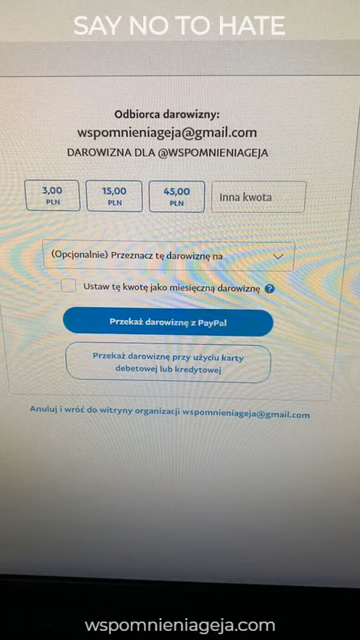 SAY NO TO HATE
Odbiorca darowizny:
wspomnieniageja@gmail.com
DAROWIZNA DLA @WSPOMNIENIAGEJA
3,00 15,00 45,00 Inna kwota
PLN PLN PLN
(Opcjonalnie) Przeznacz tę darowiznę na
Ustaw tę kwotę jako miesięczną darowiznę ?
Przekaż darowiznę z PayPal
Przekaż darowiznę przy użyciu karty
debetowej lub kredytowej
Anuluj i wróć do witryny organizacji wspomnieniageja@gmail.com
wspomnieniageja.com